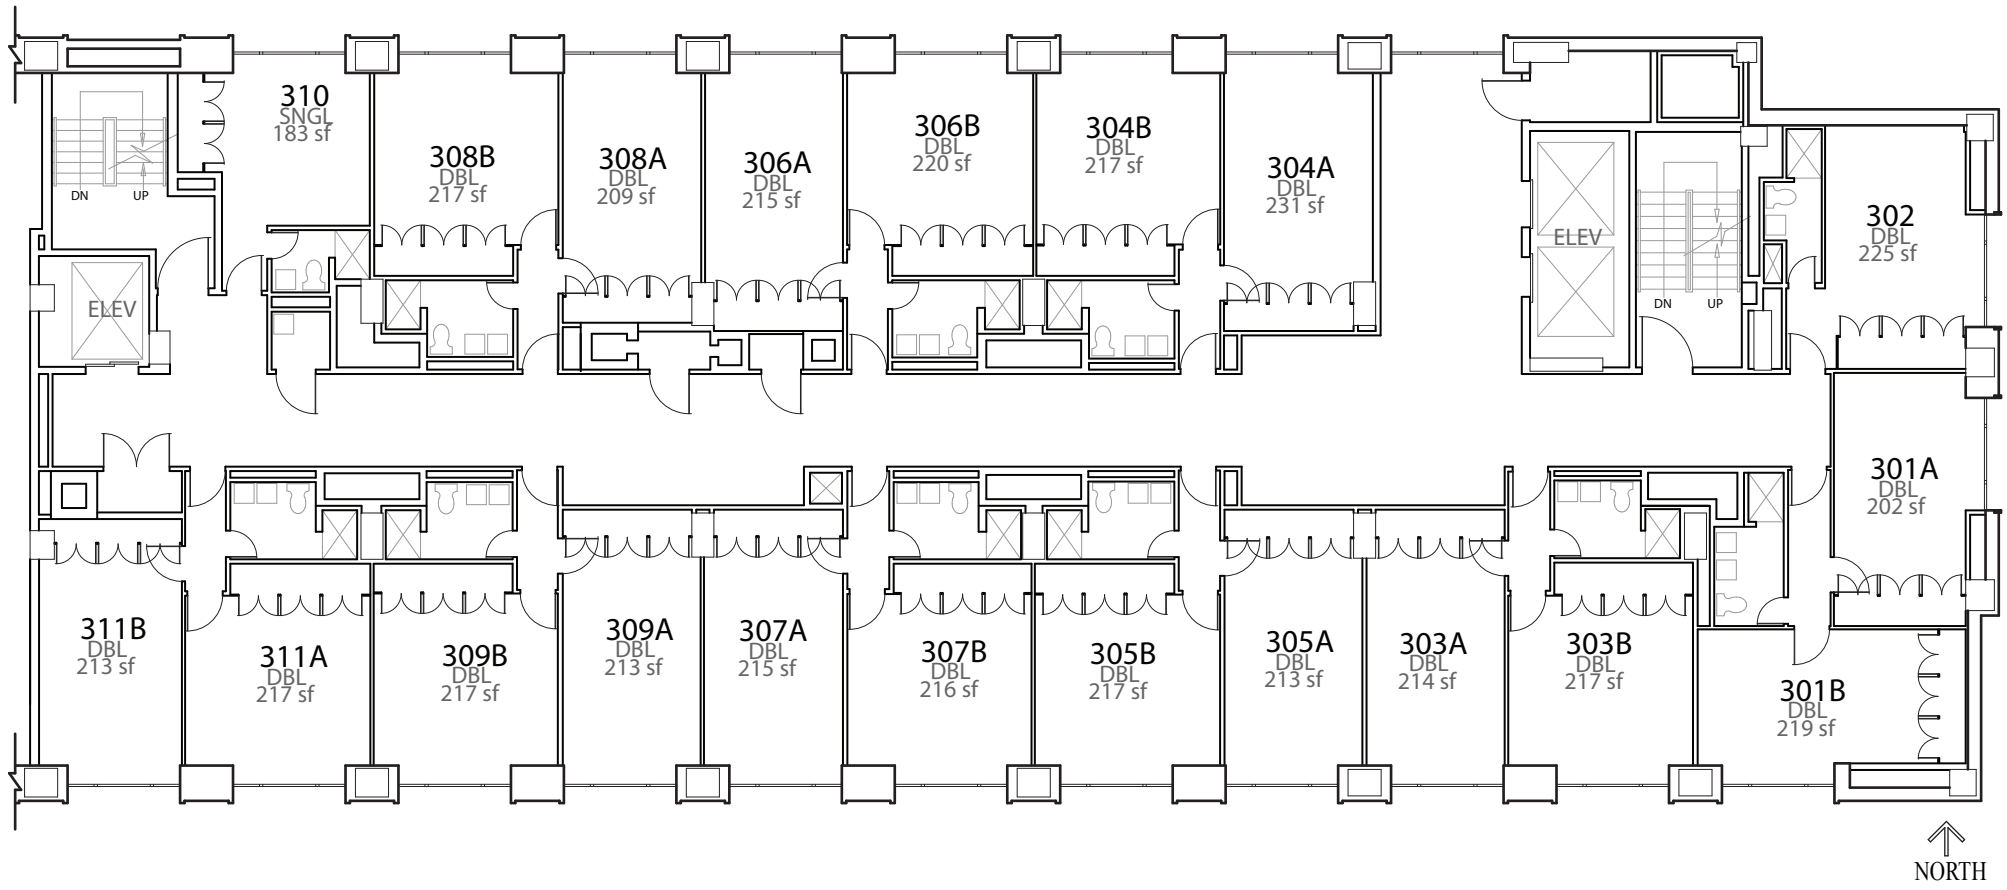 310
SNGL
183 sf
308B
DBL
217 sf
308A
DBL
209 sf
306A
DBL
215 sf
306B
DBL
220 sf
304B
DBL
217 sf
304A
DBL
231 sf
302
DBL
225 sf
DN
UP
ELEV
ELEV
DN
UP
301A
DBL
202 sf
311B
DBL
213 sf
311A
DBL
217 sf
309B
DBL
217 sf
309A
DBL
213 sf
307A
DBL
215 sf
307B
DBL
216 sf
305B
DBL
217 sf
305A
DBL
213 sf
303A
DBL
214 sf
303B
DBL
217 sf
301B
DBL
219 sf
NORTH